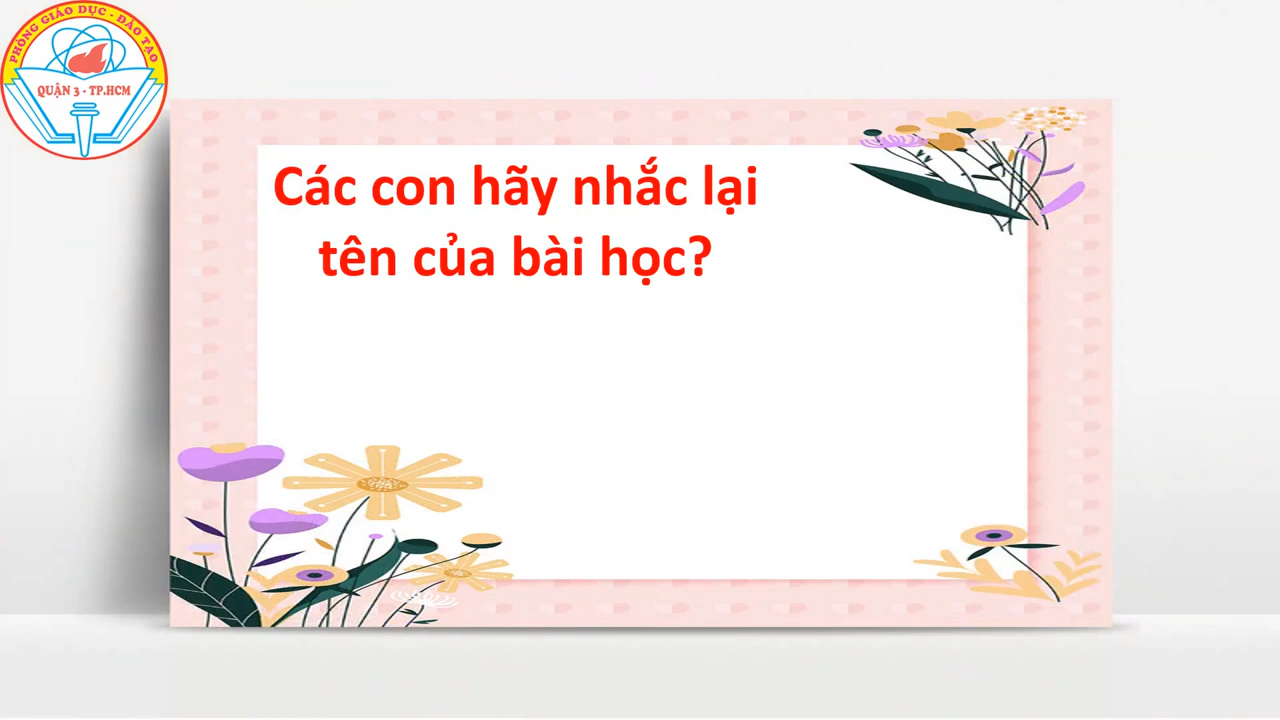 PHÒNG GIÁO DỤC - ĐÀO TẠO
QUẬN 3 - TP.HCM
Các con hãy nhắc lại
tên của bài học?